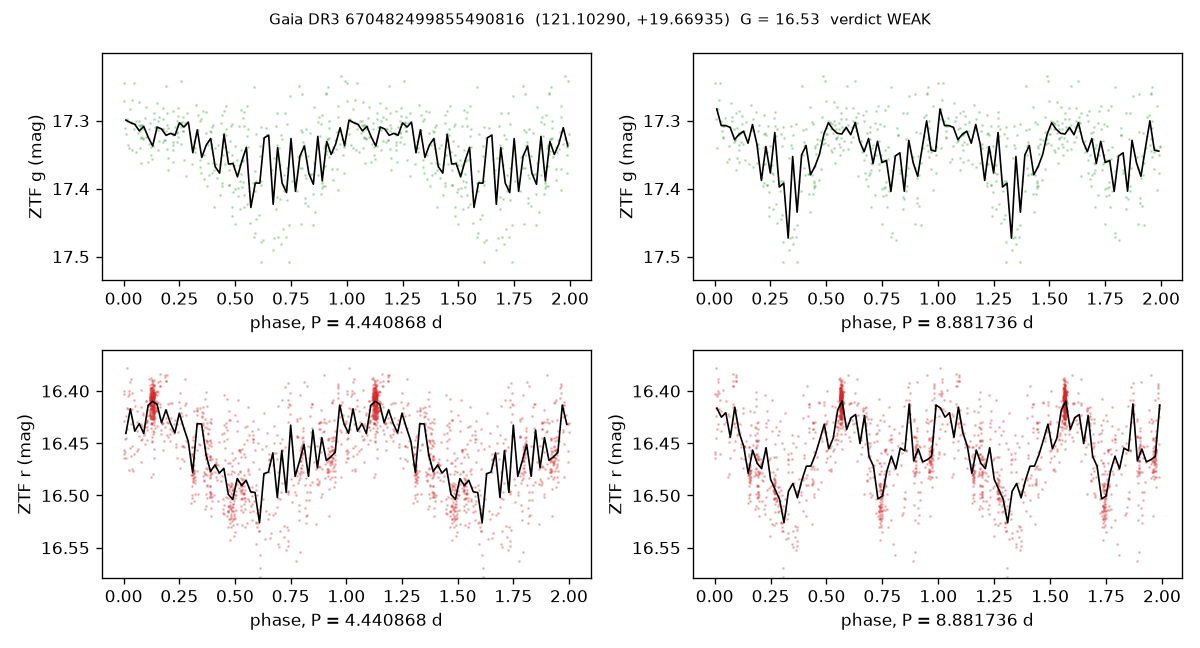 Gaia DR3 670482499855490816 (121.10290, +19.66935) G = 16.53 verdict WEAK
ZTF g (mag)
17.3
17.4
17.5
0.00 0.25 0.50 0.75 1.00 1.25 1.50 1.75 2.00
phase, P = 4.440868 d
ZTF g (mag)
17.3
17.4
17.5
0.00 0.25 0.50 0.75 1.00 1.25 1.50 1.75 2.00
phase, P = 8.881736 d
ZTF r (mag)
16.40
16.45
16.50
16.55
0.00 0.25 0.50 0.75 1.00 1.25 1.50 1.75 2.00
phase, P = 4.440868 d
ZTF r (mag)
16.40
16.45
16.50
16.55
0.00 0.25 0.50 0.75 1.00 1.25 1.50 1.75 2.00
phase, P = 8.881736 d